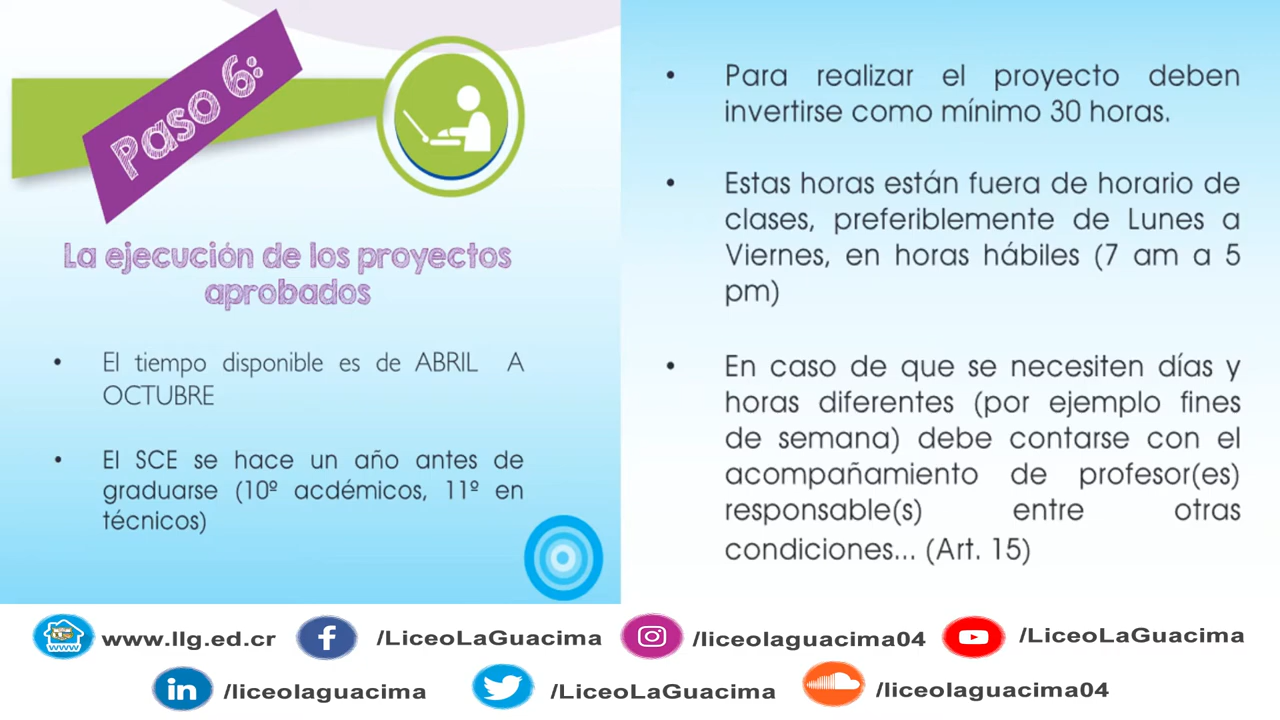 Paso 6:
La ejecución de los proyectos
aprobados
• El tiempo disponible es de ABRIL A
OCTUBRE
• El SCE se hace un año antes de
graduarse (10º acdémicos, 11º en
técnicos)
• Para realizar el proyecto deben
invertirse como mínimo 30 horas.
• Estas horas están fuera de horario de
clases, preferiblemente de Lunes a
Viernes, en horas hábiles (7 am a 5
pm)
• En caso de que se necesiten días y
horas diferentes (por ejemplo fines
de semana) debe contarse con el
acompañamiento de profesor(es)
responsable(s) entre otras
condiciones... (Art. 15)
www.llg.ed.cr /LiceoLaGuacima /liceolaguacima04 /LiceoLaGuacima
/liceolaguacima /LiceoLaGuacima /liceolaguacima04